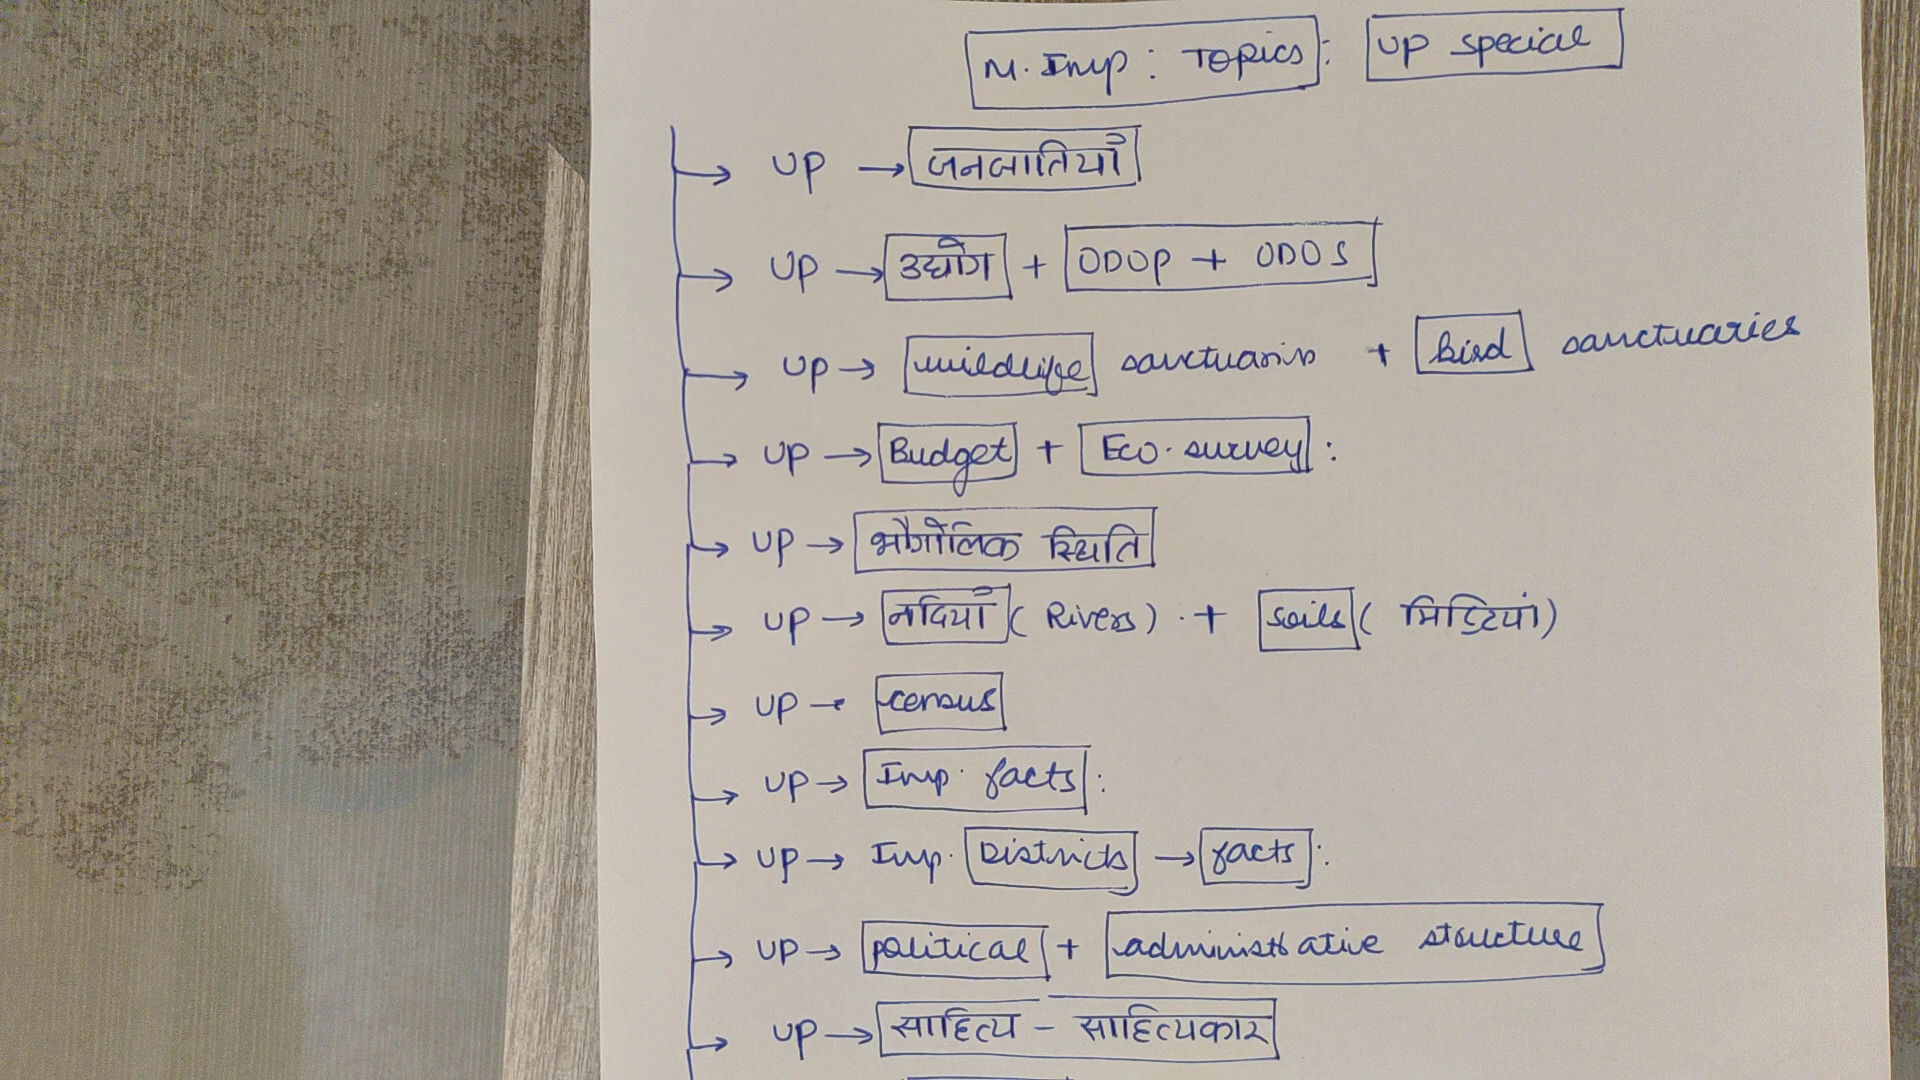 M. Imp: Topics: UP special
UP → जनजातियाँ
UP → उद्योग + ODOP + ODOS
UP → wildlife sanctuaries + bird sanctuaries
UP → Budget + Eco. survey:
UP → भौगोलिक स्थिति
UP → नदियाँ (Rivers) + soils (मिट्टियां)
UP → census
UP → Imp. facts:
UP → Imp. Districts → facts:
UP → political + administrative structure
UP → साहित्य - साहित्यकार